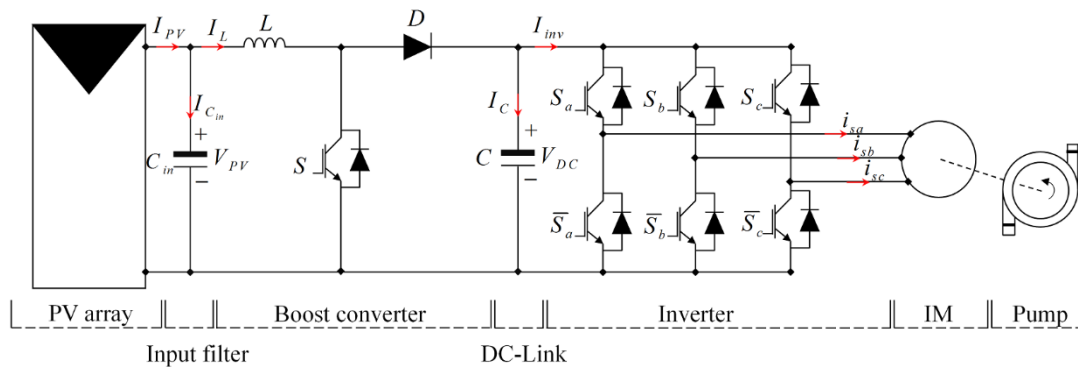 I_PV I_L L D I_inv
I_Cin I_C S_a S_b S_c
i_sa
+ +
C_in V_PV S C V_DC i_sb
− −
i_sc
S̅_a S̅_b S̅_c
PV array Boost converter Inverter IM Pump
Input filter DC-Link